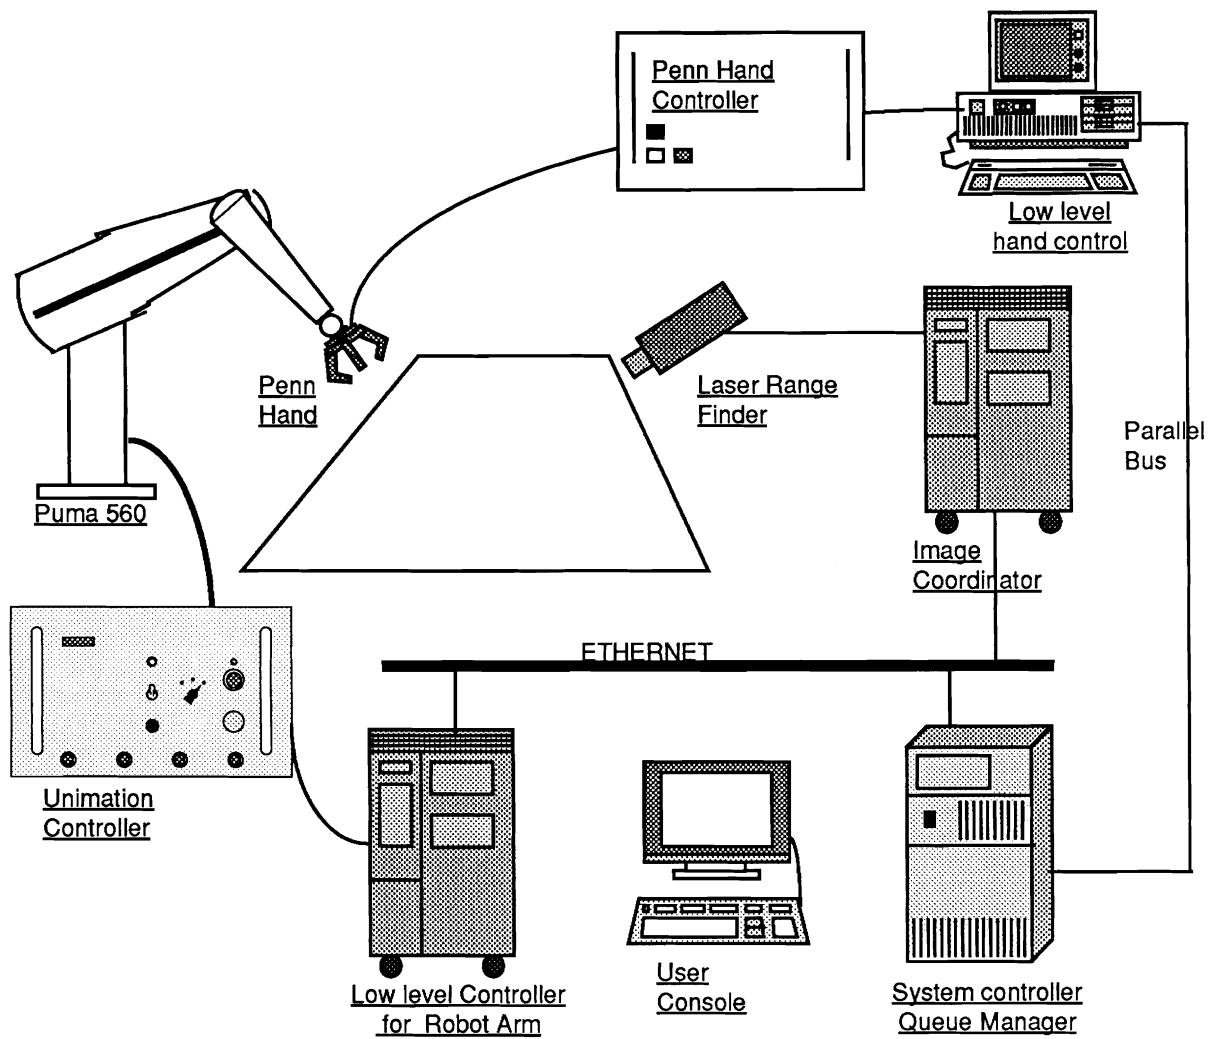 Penn Hand
Controller
Low level
hand control
Penn
Hand
Laser Range
Finder
Parallel
Bus
Puma 560
Image
Coordinator
ETHERNET
Unimation
Controller
User
Console
Low level Controller
for Robot Arm
System controller
Queue Manager